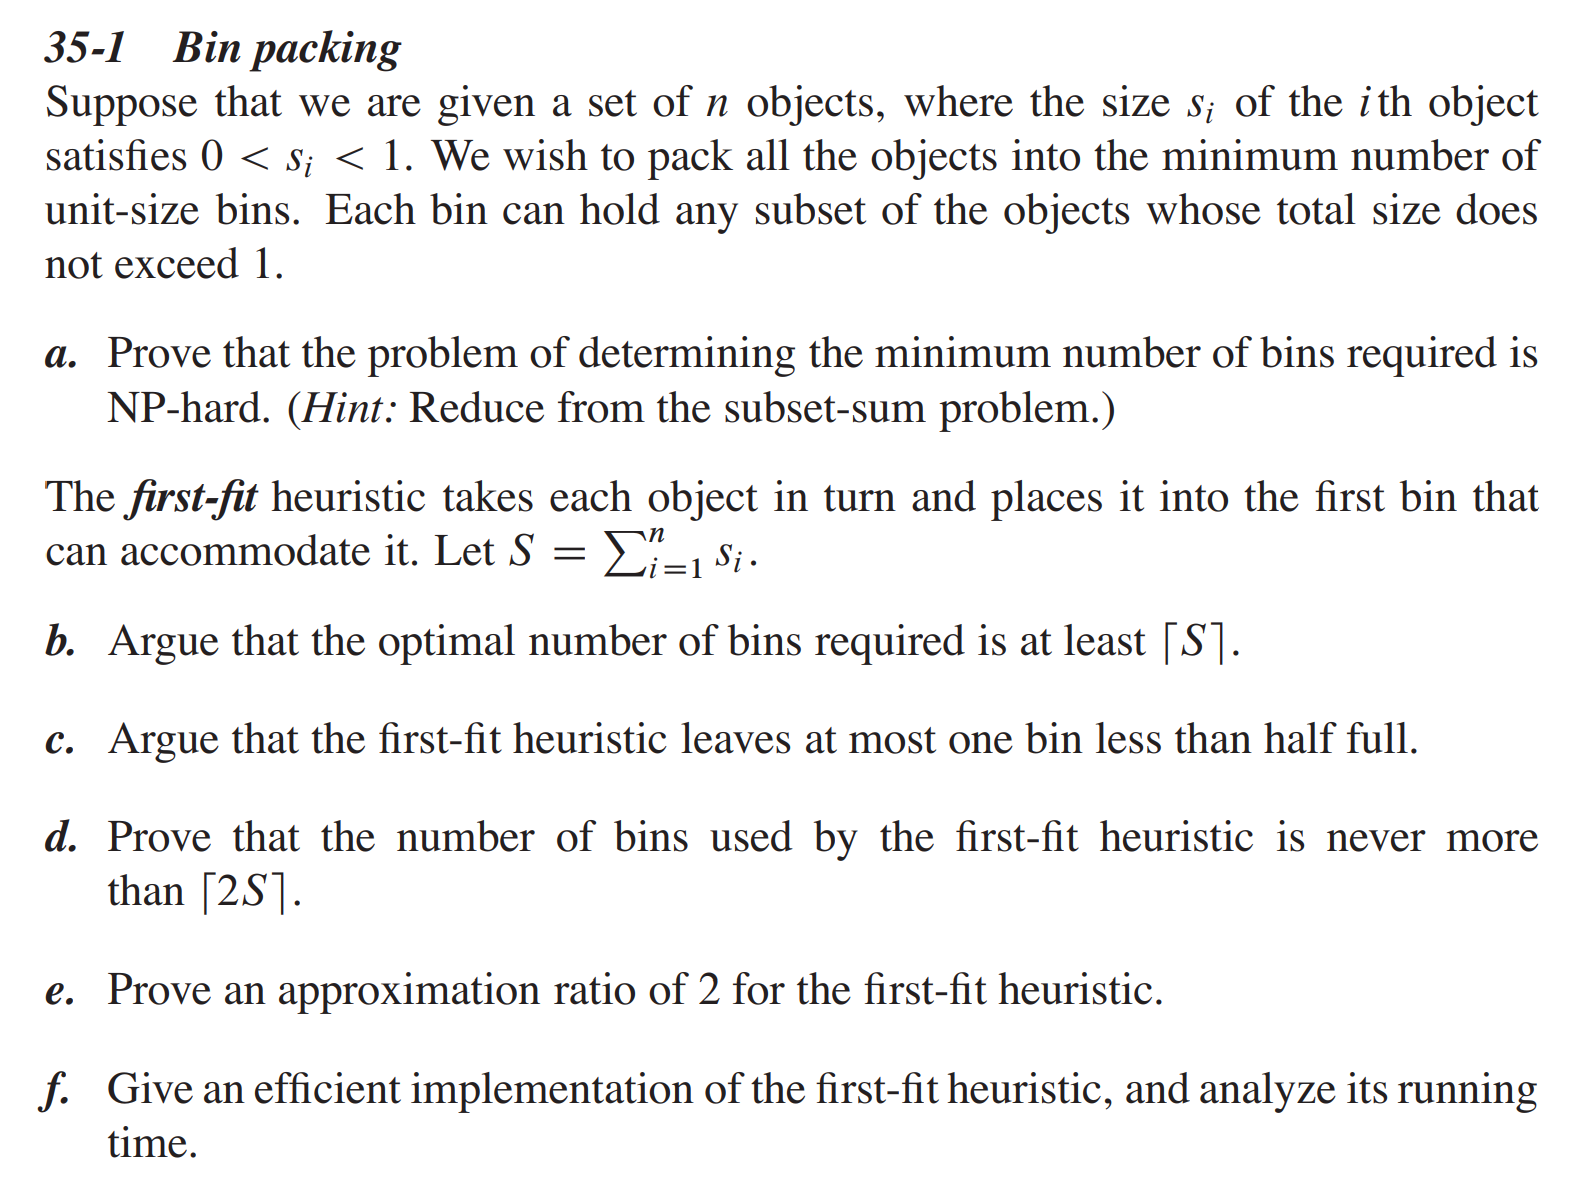 35-1 Bin packing
Suppose that we are given a set of n objects, where the size s_i of the ith object
satisfies 0 < s_i < 1. We wish to pack all the objects into the minimum number of
unit-size bins. Each bin can hold any subset of the objects whose total size does
not exceed 1.
a. Prove that the problem of determining the minimum number of bins required is
NP-hard. (Hint: Reduce from the subset-sum problem.)
The first-fit heuristic takes each object in turn and places it into the first bin that
can accommodate it. Let S = ∑_{i=1}^{n} s_i.
b. Argue that the optimal number of bins required is at least ⌈S⌉.
c. Argue that the first-fit heuristic leaves at most one bin less than half full.
d. Prove that the number of bins used by the first-fit heuristic is never more
than ⌈2S⌉.
e. Prove an approximation ratio of 2 for the first-fit heuristic.
f. Give an efficient implementation of the first-fit heuristic, and analyze its running
time.